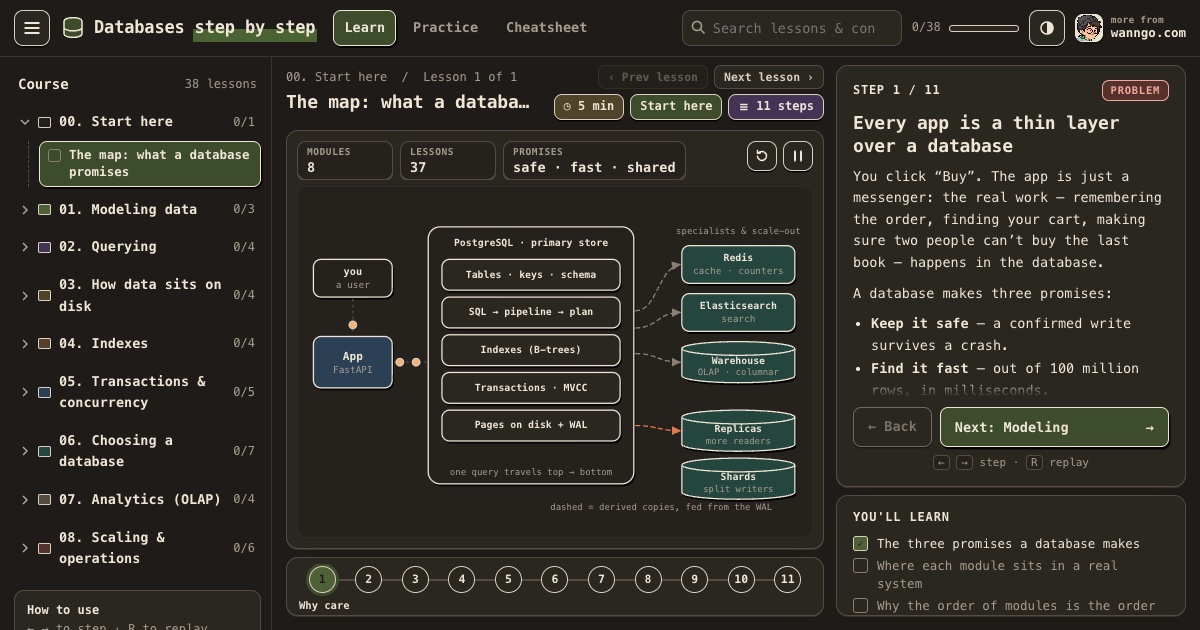 Databases step by step
Learn
Practice
Cheatsheet
Search lessons & con
0/38
more from
wanngo.com
Course
38 lessons
00. Start here 0/1
The map: what a database
promises
01. Modeling data 0/3
02. Querying 0/4
03. How data sits on
disk 0/4
04. Indexes 0/4
05. Transactions &
concurrency 0/5
06. Choosing a
database 0/7
07. Analytics (OLAP) 0/4
08. Scaling &
operations 0/6
How to use
← → to step · R to replay
00. Start here / Lesson 1 of 1
‹ Prev lesson
Next lesson ›
The map: what a databa…
5 min
Start here
≡ 11 steps
MODULES
8
LESSONS
37
PROMISES
safe · fast · shared
you
a user
App
FastAPI
PostgreSQL · primary store
Tables · keys · schema
SQL → pipeline → plan
Indexes (B-trees)
Transactions · MVCC
Pages on disk + WAL
one query travels top → bottom
specialists & scale-out
Redis
cache · counters
Elasticsearch
search
Warehouse
OLAP · columnar
Replicas
more readers
Shards
split writers
dashed = derived copies, fed from the WAL
1 2 3 4 5 6 7 8 9 10 11
Why care
STEP 1 / 11
PROBLEM
Every app is a thin layer
over a database
You click “Buy”. The app is just a
messenger: the real work — remembering
the order, finding your cart, making
sure two people can’t buy the last
book — happens in the database.
A database makes three promises:
• Keep it safe — a confirmed write
survives a crash.
• Find it fast — out of 100 million
rows, in milliseconds.
← Back
Next: Modeling →
← → step · R replay
YOU'LL LEARN
The three promises a database makes
Where each module sits in a real
system
Why the order of modules is the order